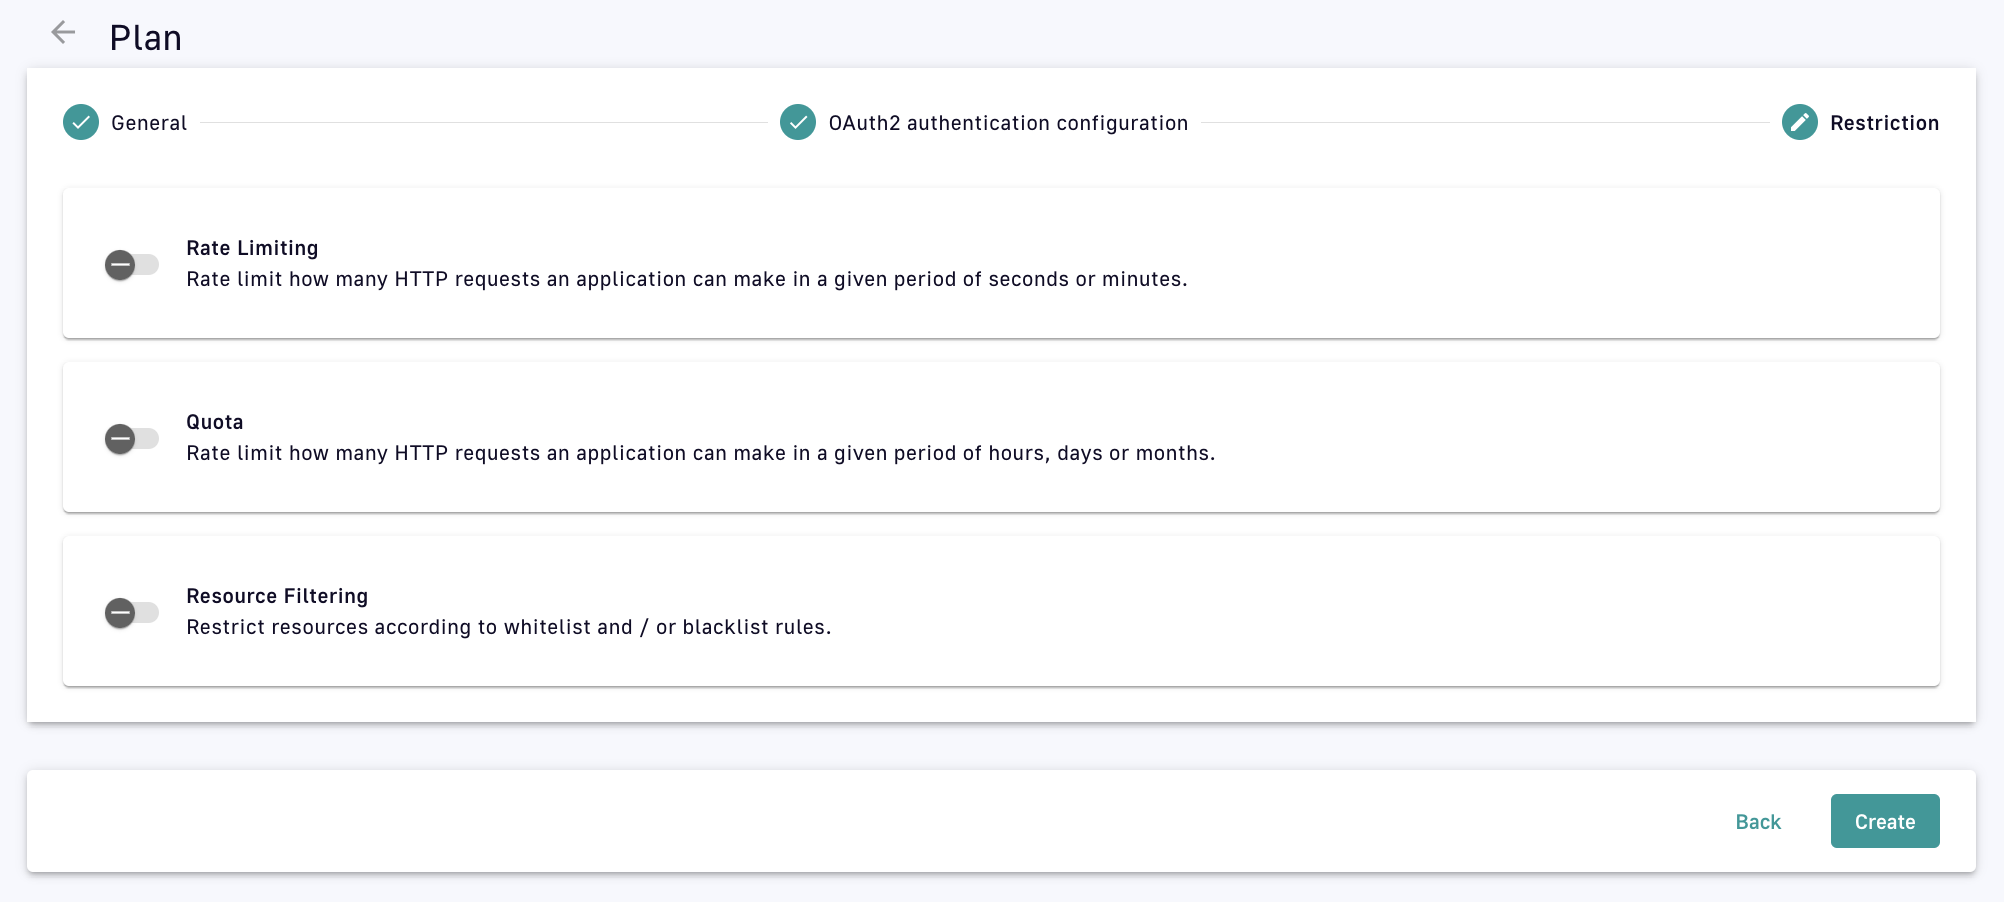 Plan
General
OAuth2 authentication configuration
Restriction
Rate Limiting
Rate limit how many HTTP requests an application can make in a given period of seconds or minutes.
Quota
Rate limit how many HTTP requests an application can make in a given period of hours, days or months.
Resource Filtering
Restrict resources according to whitelist and / or blacklist rules.
Back
Create